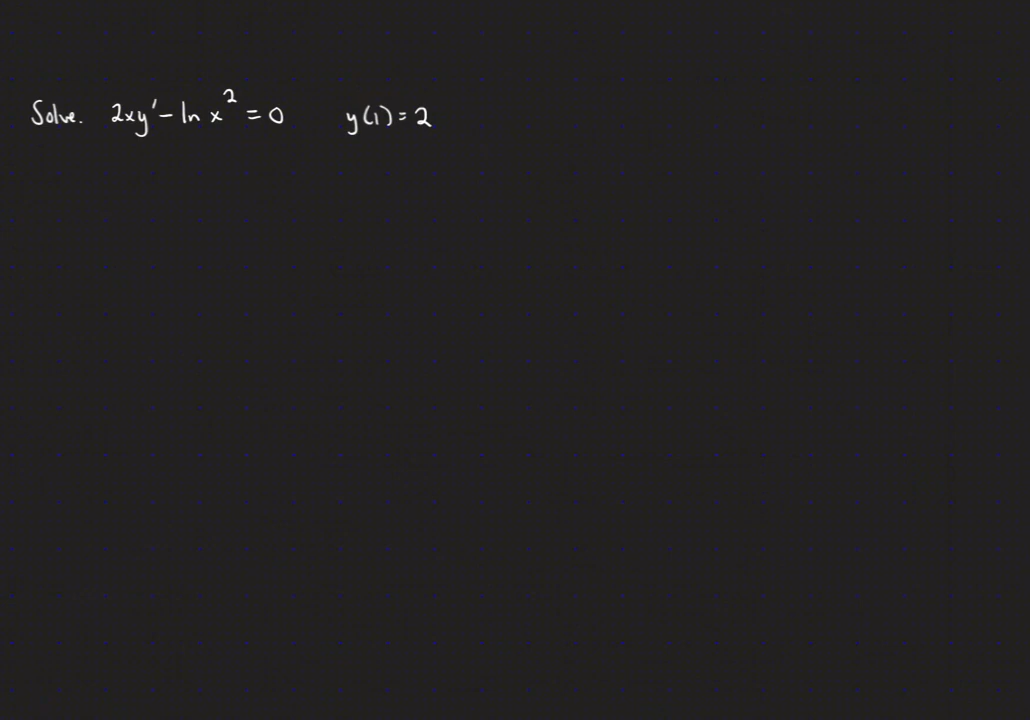 Solve. 2xy' - ln x² = 0 y(1) = 2